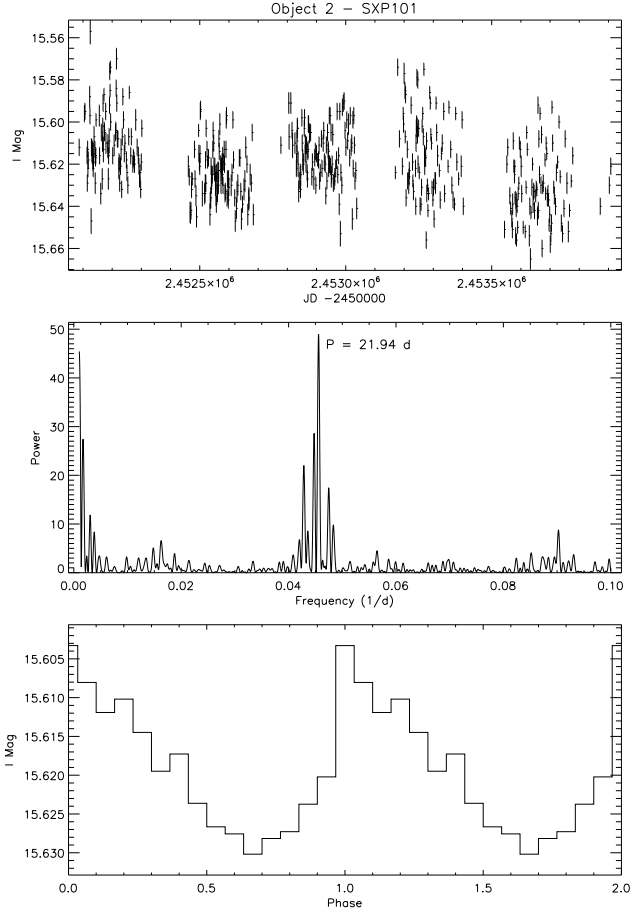 Object 2 - SXP101
15.56
15.58
15.60
15.62
15.64
15.66
I Mag
2.4525×10⁶ 2.4530×10⁶ 2.4535×10⁶
JD -2450000
50
40
30
20
10
0
Power
P = 21.94 d
0.00 0.02 0.04 0.06 0.08 0.10
Frequency (1/d)
15.605
15.610
15.615
15.620
15.625
15.630
I Mag
0.0 0.5 1.0 1.5 2.0
Phase